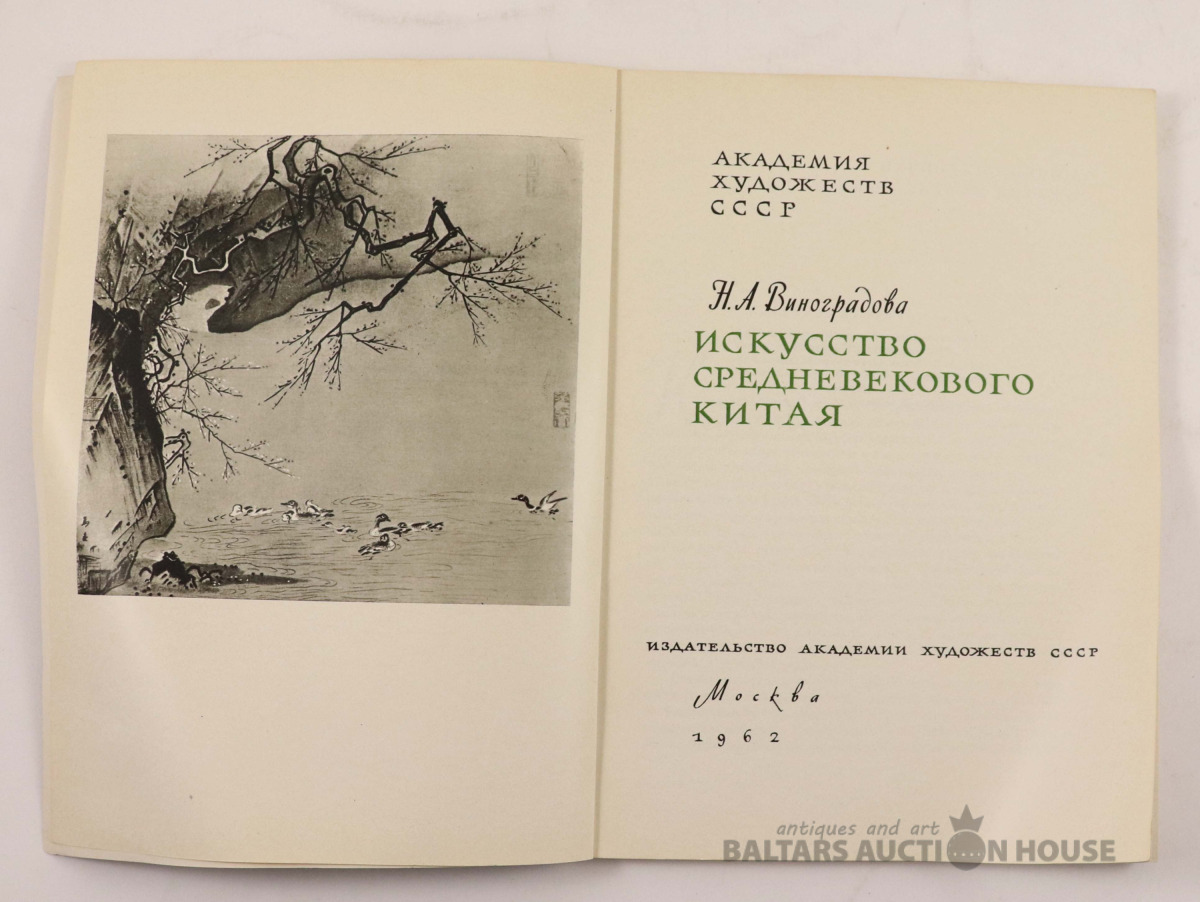 АКАДЕМИЯ
ХУДОЖЕСТВ
СССР
Н.А. Виноградова
ИСКУССТВО
СРЕДНЕВЕКОВОГО
КИТАЯ
ИЗДАТЕЛЬСТВО АКАДЕМИИ ХУДОЖЕСТВ СССР
Москва
1962
antiques and art
BALTARS AUCTION HOUSE